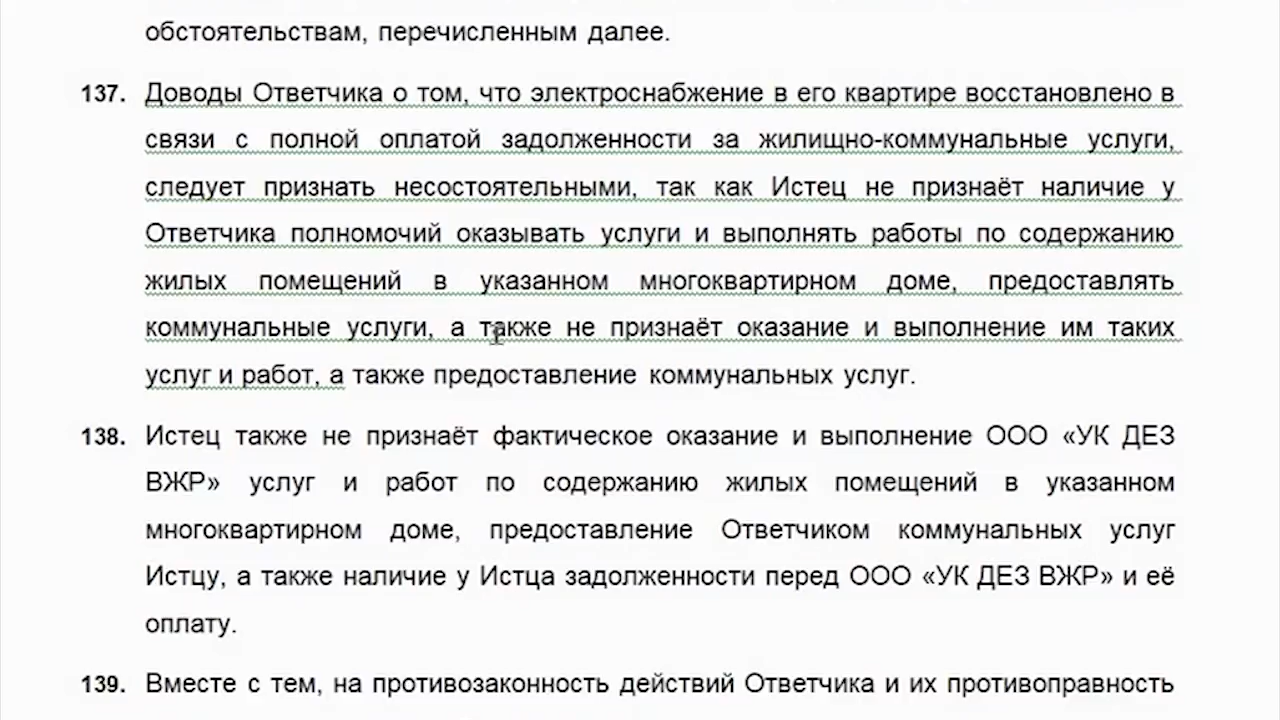 обстоятельствам, перечисленным далее.
137. Доводы Ответчика о том, что электроснабжение в его квартире восстановлено в
связи с полной оплатой задолженности за жилищно-коммунальные услуги,
следует признать несостоятельными, так как Истец не признаёт наличие у
Ответчика полномочий оказывать услуги и выполнять работы по содержанию
жилых помещений в указанном многоквартирном доме, предоставлять
коммунальные услуги, а также не признаёт оказание и выполнение им таких
услуг и работ, а также предоставление коммунальных услуг.
138. Истец также не признаёт фактическое оказание и выполнение ООО «УК ДЕЗ
ВЖР» услуг и работ по содержанию жилых помещений в указанном
многоквартирном доме, предоставление Ответчиком коммунальных услуг
Истцу, а также наличие у Истца задолженности перед ООО «УК ДЕЗ ВЖР» и её
оплату.
139. Вместе с тем, на противозаконность действий Ответчика и их противоправность